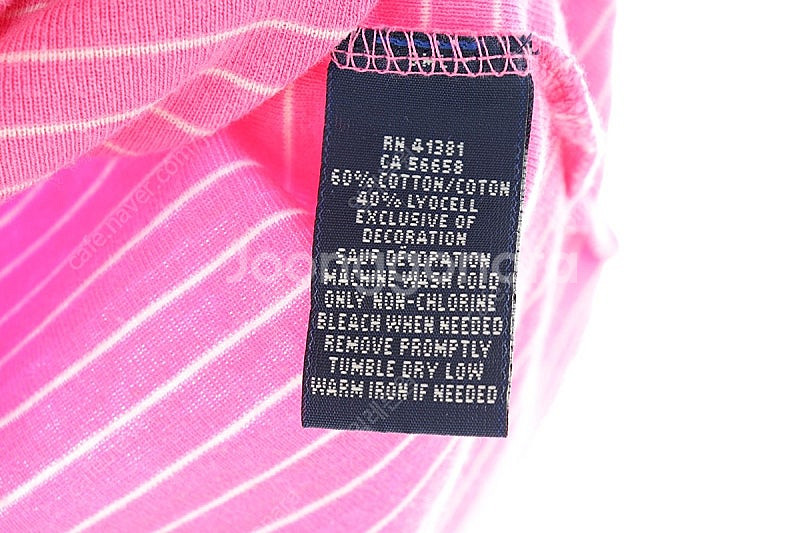 RN 41381
CA 56658
60% COTTON/COTON
40% LYOCELL
EXCLUSIVE OF
DECORATION
SAUF DÉCORATION
MACHINE WASH COLD
ONLY NON-CHLORINE
BLEACH WHEN NEEDED
REMOVE PROMPTLY
TUMBLE DRY LOW
WARM IRON IF NEEDED
Joonggonara